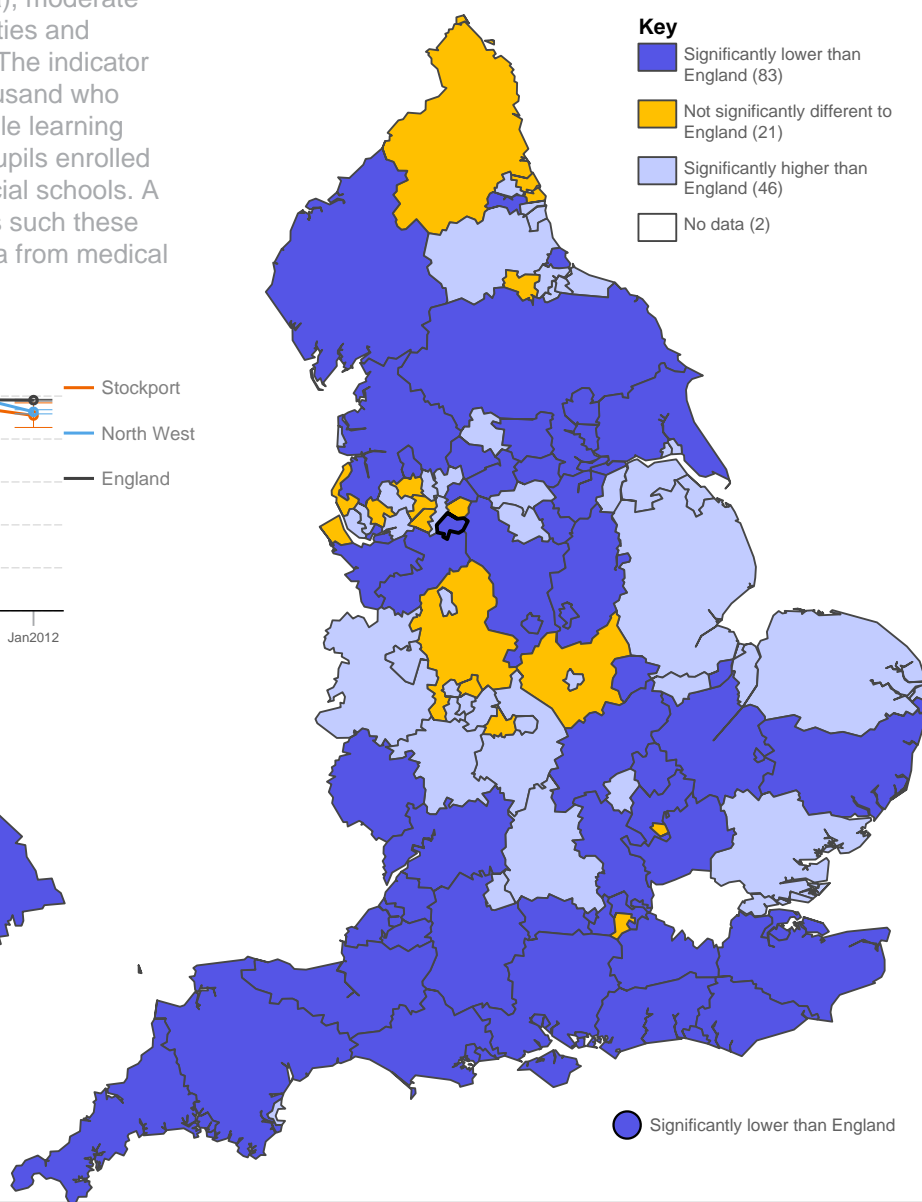 moderate
ties and
The indicator
usand who
le learning
upils enrolled
cial schools. A
s such these
a from medical
Key
Significantly lower than
England (83)
Not significantly different to
England (21)
Significantly higher than
England (46)
No data (2)
Stockport
North West
England
Jan2012
Significantly lower than England